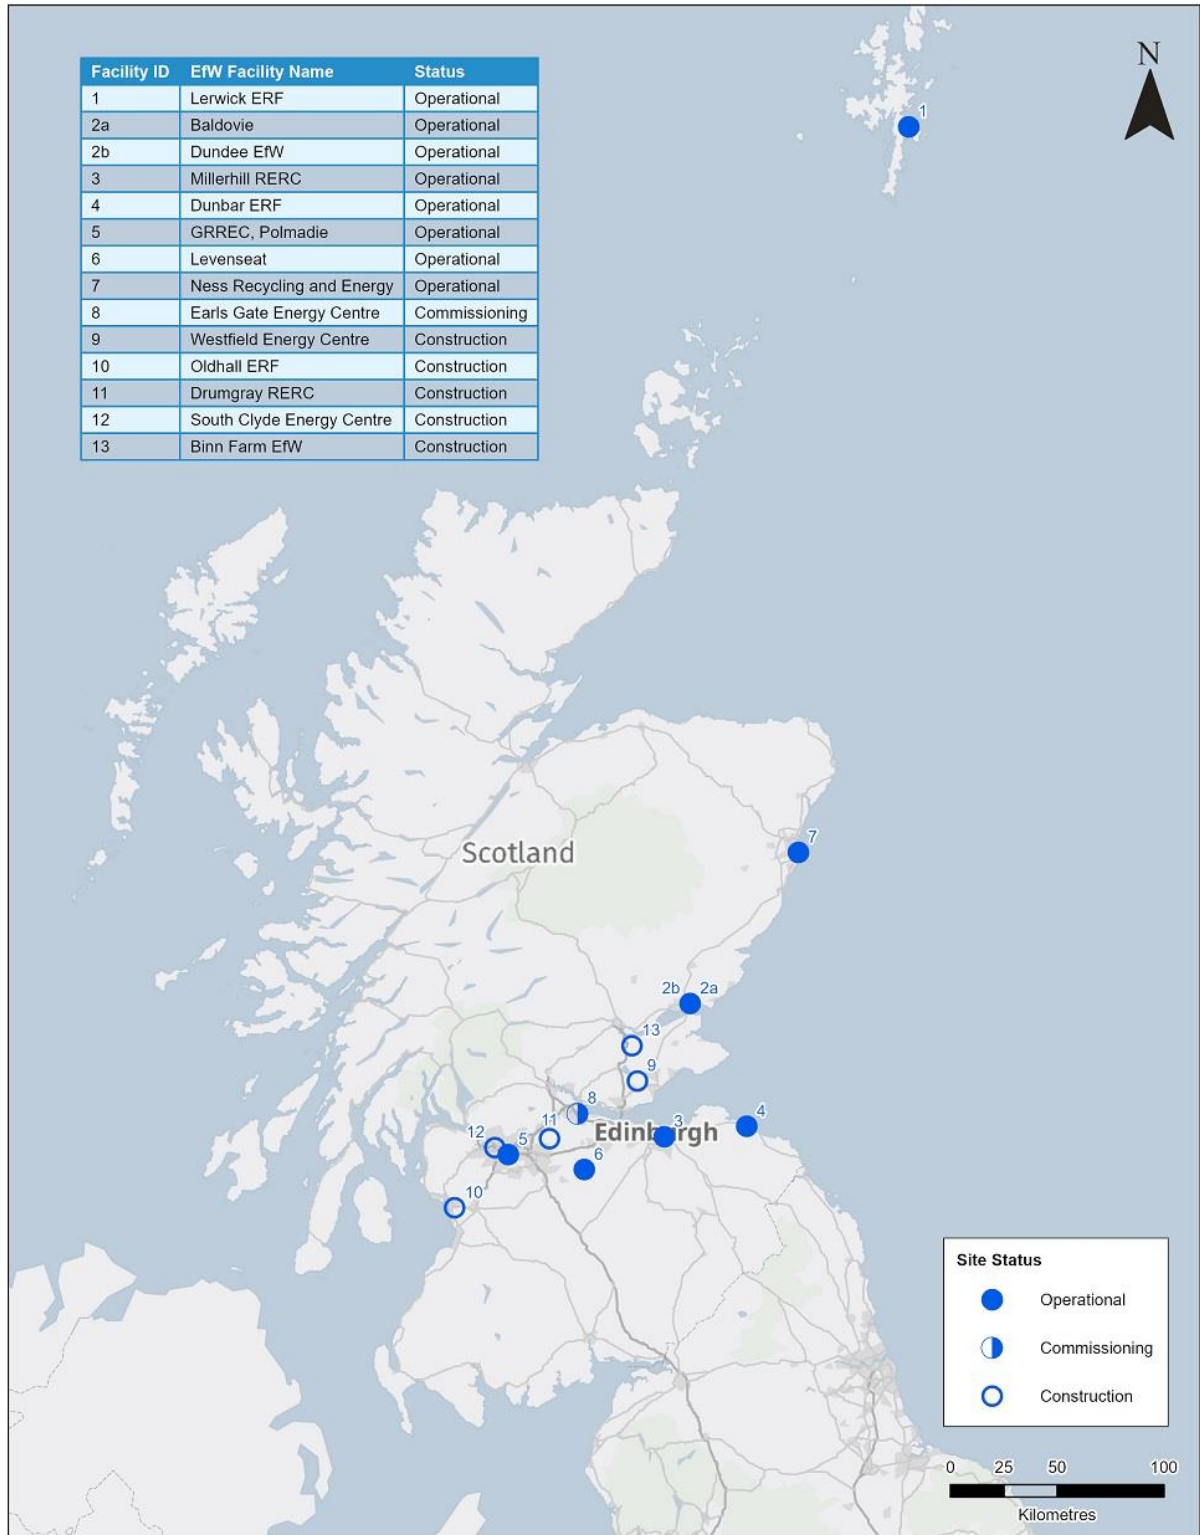 N
Facility ID EfW Facility Name Status
1 Lerwick ERF Operational
2a Baldovie Operational
2b Dundee EfW Operational
3 Millerhill RERC Operational
4 Dunbar ERF Operational
5 GRREC, Polmadie Operational
6 Levenseat Operational
7 Ness Recycling and Energy Operational
8 Earls Gate Energy Centre Commissioning
9 Westfield Energy Centre Construction
10 Oldhall ERF Construction
11 Drumgray RERC Construction
12 South Clyde Energy Centre Construction
13 Binn Farm EfW Construction
1
7
Scotland
2b 2a
13
9
8
11
3
4
Edinburgh
12
5
6
10
Site Status
Operational
Commissioning
Construction
0 25 50 100
Kilometres